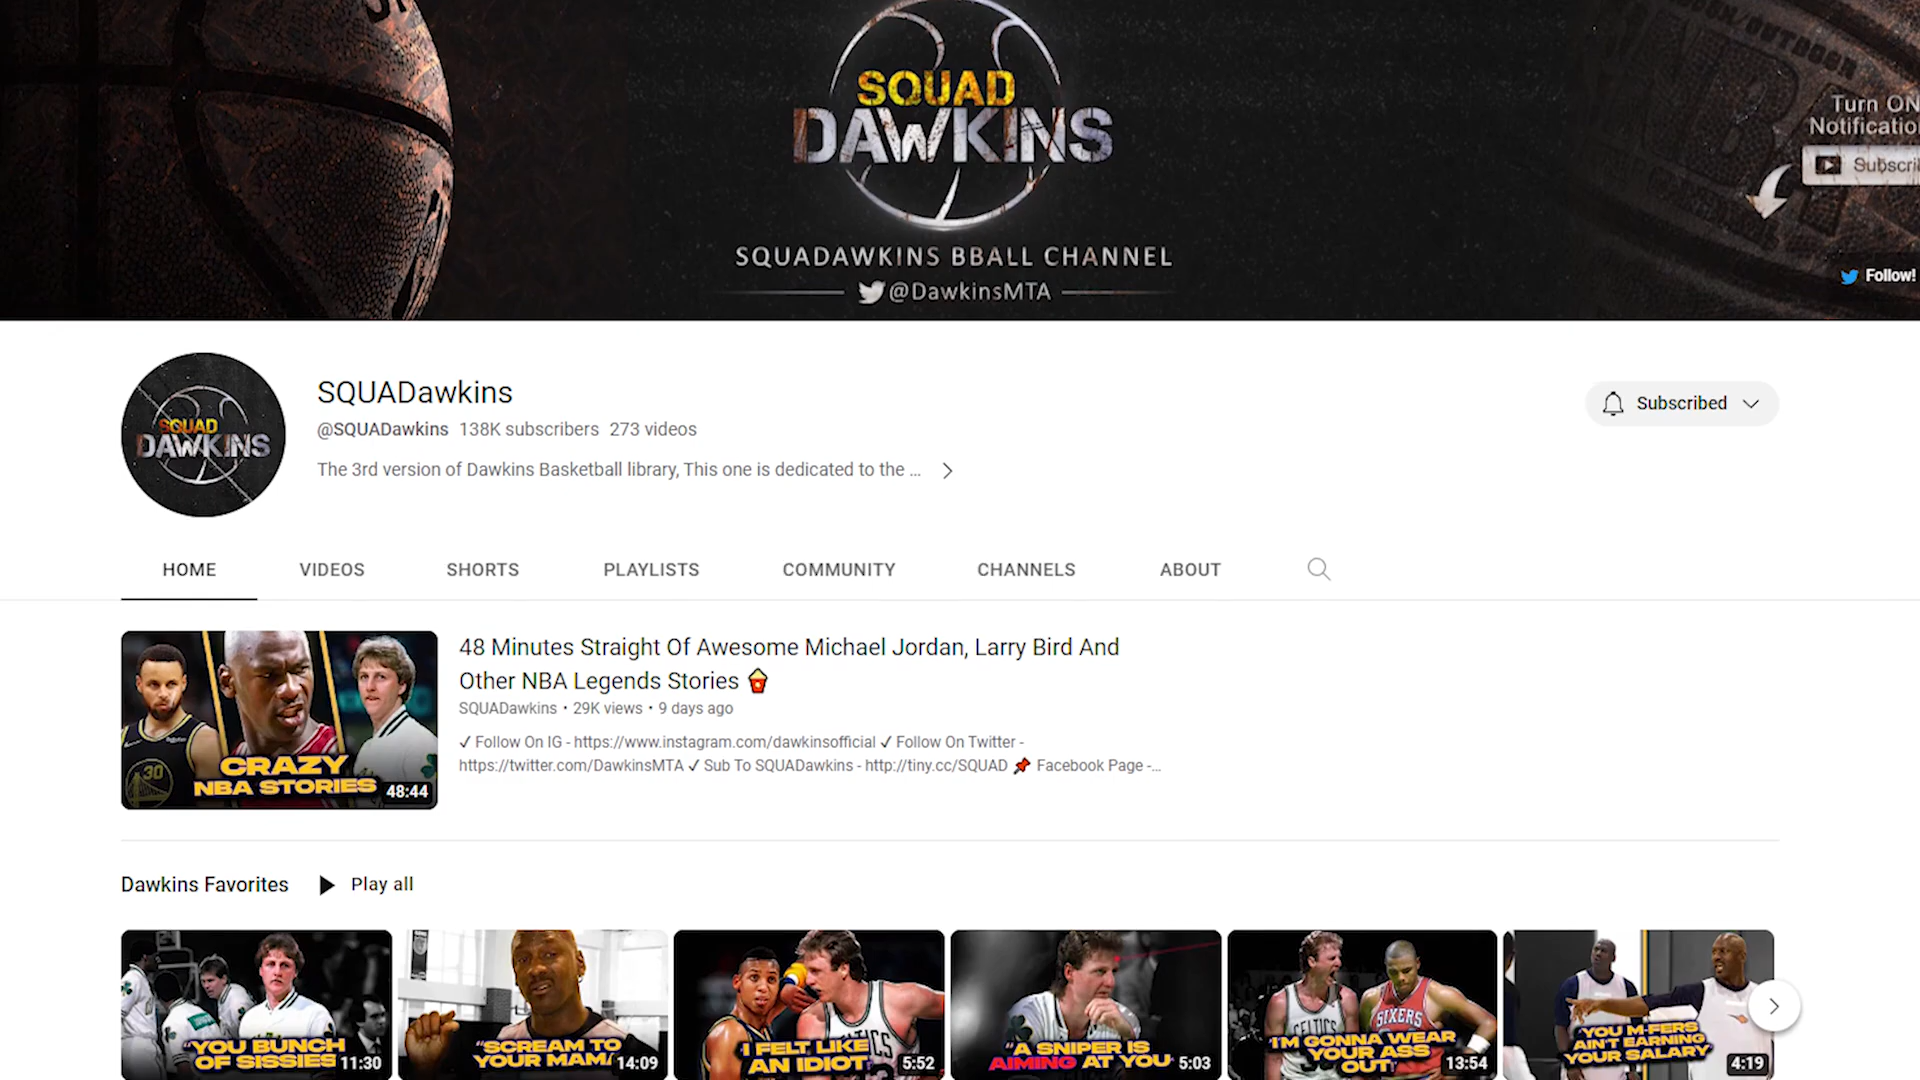 SQUAD
DAWKINS
SQUADAWKINS BBALL CHANNEL
@DawkinsMTA
Turn ON
Follow!
SQUAD
DAWKINS
SQUADawkins
@SQUADawkins 138K subscribers 273 videos
The 3rd version of Dawkins Basketball library, This one is dedicated to the ...
Subscribed
HOME VIDEOS SHORTS PLAYLISTS COMMUNITY CHANNELS ABOUT
30
CRAZY
NBA STORIES
48:44
48 Minutes Straight Of Awesome Michael Jordan, Larry Bird And
Other NBA Legends Stories 🍿
SQUADawkins • 29K views • 9 days ago
✓ Follow On IG - https://www.instagram.com/dawkinsofficial ✓ Follow On Twitter -
https://twitter.com/DawkinsMTA ✓ Sub To SQUADawkins - http://tiny.cc/SQUAD 📌 Facebook Page -...
Dawkins Favorites Play all
"YOU BUNCH
OF SISSIES 11:30
"SCREAM TO
YOUR MAMA 14:09
"I FELT LIKE
AN IDIOT" 5:52
"A SNIPER IS
AIMING AT YOU" 5:03
CELTICS
SIXERS
"I'M GONNA WEAR
YOUR ASS
OUT" 13:54
"YOU M-FERS
AIN'T EARNING
YOUR SALARY" 4:19